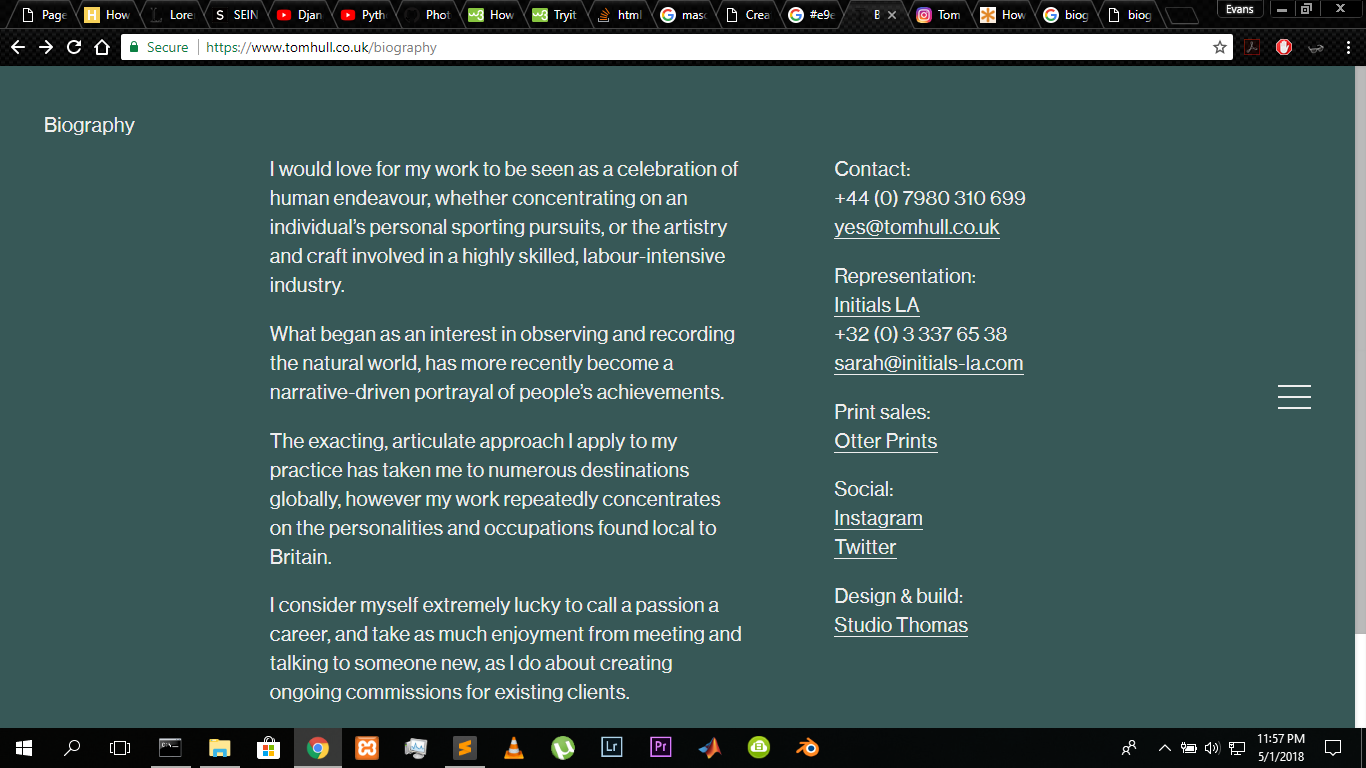 Page
How
Lore
SEIN
Djan
Pyth
Phot
How
Tryit
html
masc
Crea
#e9e
B
Tom
How
biog
biog
Evans
Secure
https://www.tomhull.co.uk/biography
Biography
I would love for my work to be seen as a celebration of
human endeavour, whether concentrating on an
individual’s personal sporting pursuits, or the artistry
and craft involved in a highly skilled, labour-intensive
industry.
What began as an interest in observing and recording
the natural world, has more recently become a
narrative-driven portrayal of people’s achievements.
The exacting, articulate approach I apply to my
practice has taken me to numerous destinations
globally, however my work repeatedly concentrates
on the personalities and occupations found local to
Britain.
I consider myself extremely lucky to call a passion a
career, and take as much enjoyment from meeting and
talking to someone new, as I do about creating
ongoing commissions for existing clients.
Contact:
+44 (0) 7980 310 699
yes@tomhull.co.uk
Representation:
Initials LA
+32 (0) 3 337 65 38
sarah@initials-la.com
Print sales:
Otter Prints
Social:
Instagram
Twitter
Design & build:
Studio Thomas
Lr
Pr
11:57 PM
5/1/2018